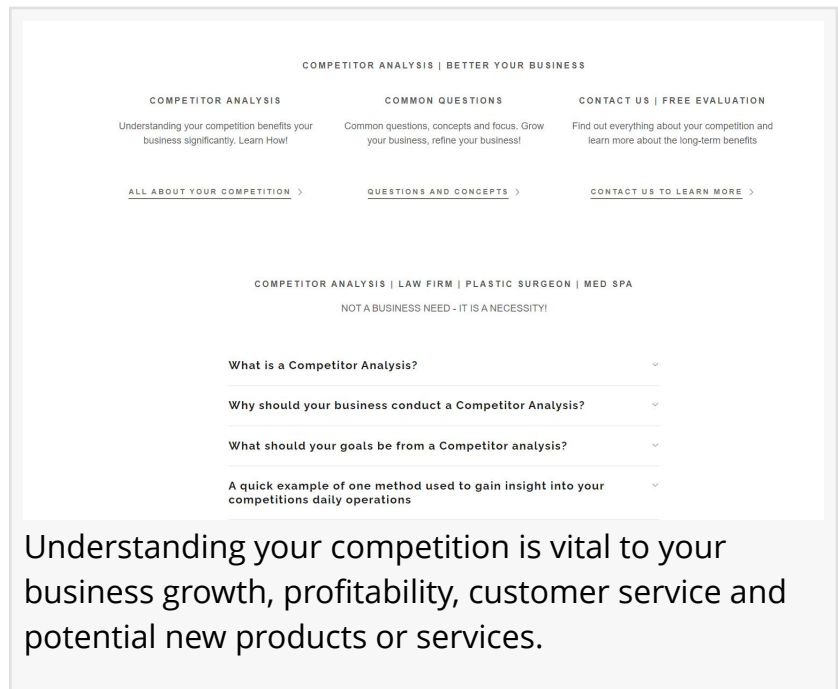 COMPETITOR ANALYSIS | BETTER YOUR BUSINESS
COMPETITOR ANALYSIS
Understanding your competition benefits your
business significantly. Learn How!
ALL ABOUT YOUR COMPETITION >
COMMON QUESTIONS
Common questions, concepts and focus. Grow
your business, refine your business!
QUESTIONS AND CONCEPTS >
CONTACT US | FREE EVALUATION
Find out everything about your competition and
learn more about the long-term benefits
CONTACT US TO LEARN MORE >
COMPETITOR ANALYSIS | LAW FIRM | PLASTIC SURGEON | MED SPA
NOT A BUSINESS NEED - IT IS A NECESSITY!
What is a Competitor Analysis?
Why should your business conduct a Competitor Analysis?
What should your goals be from a Competitor analysis?
A quick example of one method used to gain insight into your
competitions daily operations
Understanding your competition is vital to your
business growth, profitability, customer service and
potential new products or services.